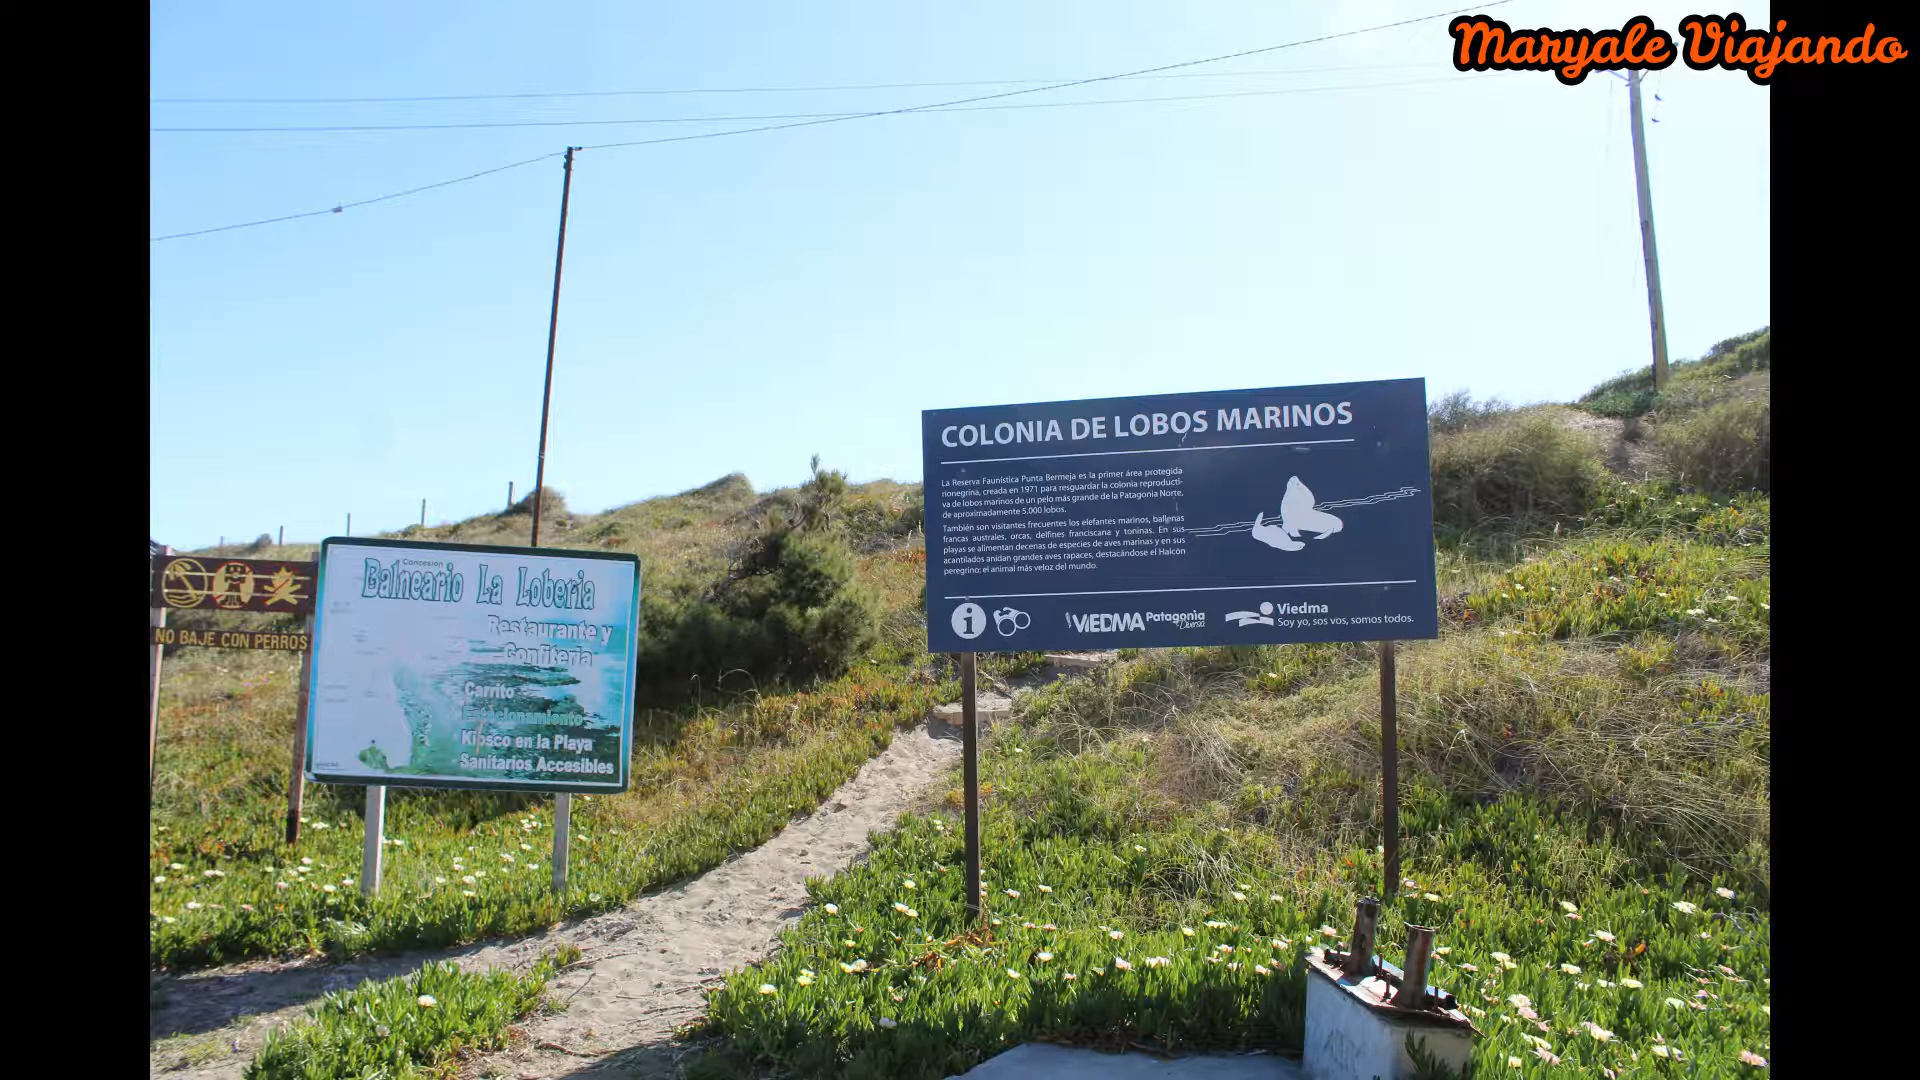 Maryale Viajando
COLONIA DE LOBOS MARINOS
La Reserva Faunística Punta Bermeja es la primer área protegida
rionegrina, creada en 1971 para resguardar la colonia reproducti-
va de lobos marinos de un pelo más grande de la Patagonia Norte,
de aproximadamente 5.000 lobos.
También son visitantes frecuentes los elefantes marinos, ballenas
francas australes, orcas, delfines franciscana y toninas. En sus
playas se alimentan decenas de especies de aves marinas y en sus
acantilados anidan grandes aves rapaces, destacándose el Halcón
peregrino: el animal más veloz del mundo.
i
VIEDMA Patagonia
Diversa
Viedma
Soy yo, sos vos, somos todos.
Concesión
Balneario La Loberia
Restaurante y
Confiteria
Carrito
Estacionamiento
Kiosco en la Playa
Sanitarios Accesibles
NO BAJE CON PERROS